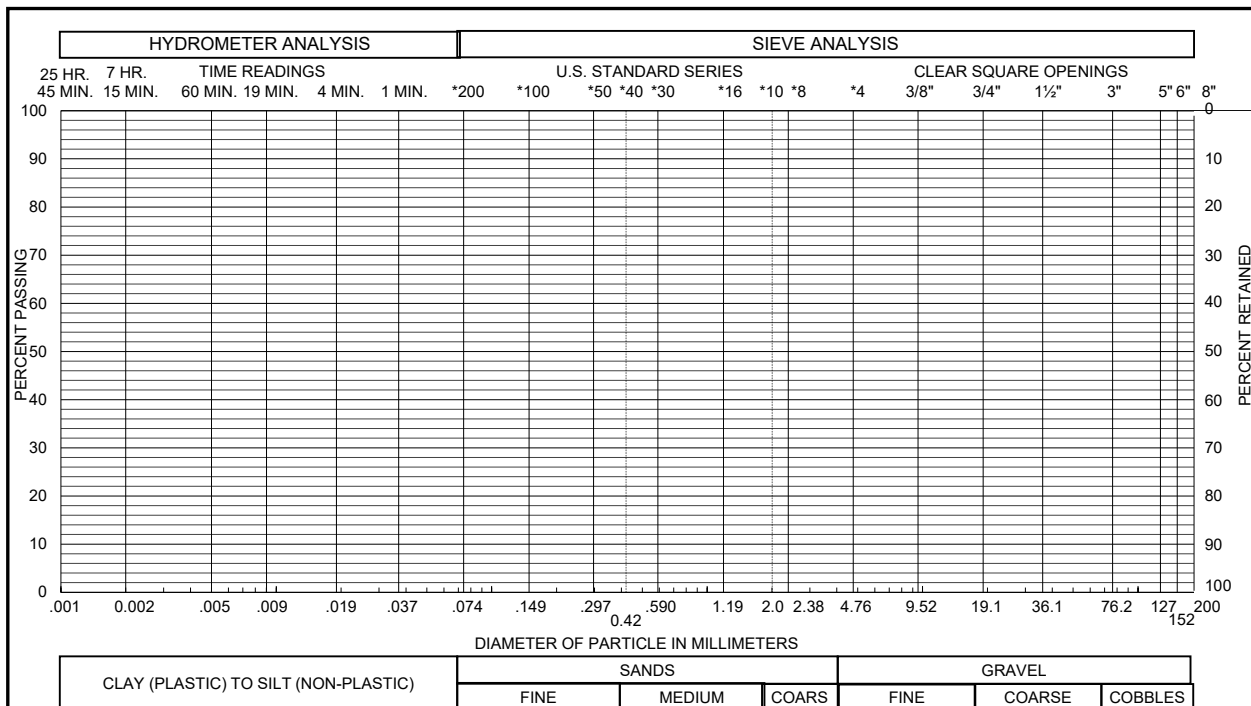 HYDROMETER ANALYSIS SIEVE ANALYSIS
25 HR. 7 HR. TIME READINGS U.S. STANDARD SERIES CLEAR SQUARE OPENINGS
45 MIN. 15 MIN. 60 MIN. 19 MIN. 4 MIN. 1 MIN. *200 *100 *50 *40 *30 *16 *10 *8 *4 3/8" 3/4" 1½" 3" 5" 6" 8"
100 0
90 10
80 20
70 30
60 40
50 50
40 60
30 70
20 80
10 90
0 100
PERCENT PASSING
PERCENT RETAINED
.001 0.002 .005 .009 .019 .037 .074 .149 .297 .590 1.19 2.0 2.38 4.76 9.52 19.1 36.1 76.2 127 200
0.42 152
DIAMETER OF PARTICLE IN MILLIMETERS
CLAY (PLASTIC) TO SILT (NON-PLASTIC) SANDS GRAVEL
FINE MEDIUM COARS FINE COARSE COBBLES